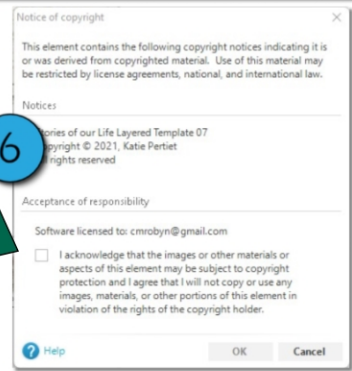 Notice of copyright
This element contains the following copyright notices indicating it is
or was derived from copyrighted material. Use of this material may
be restricted by license agreements, national, and international law.
Notices
ories of our Life Layered Template 07
pyright © 2021, Katie Pertiet
rights reserved
6
Acceptance of responsibility
Software licensed to: cmrobyn@gmail.com
I acknowledge that the images or other materials or
aspects of this element may be subject to copyright
protection and I agree that I will not copy or use any
images, materials, or other portions of this element in
violation of the rights of the copyright holder.
? Help OK Cancel